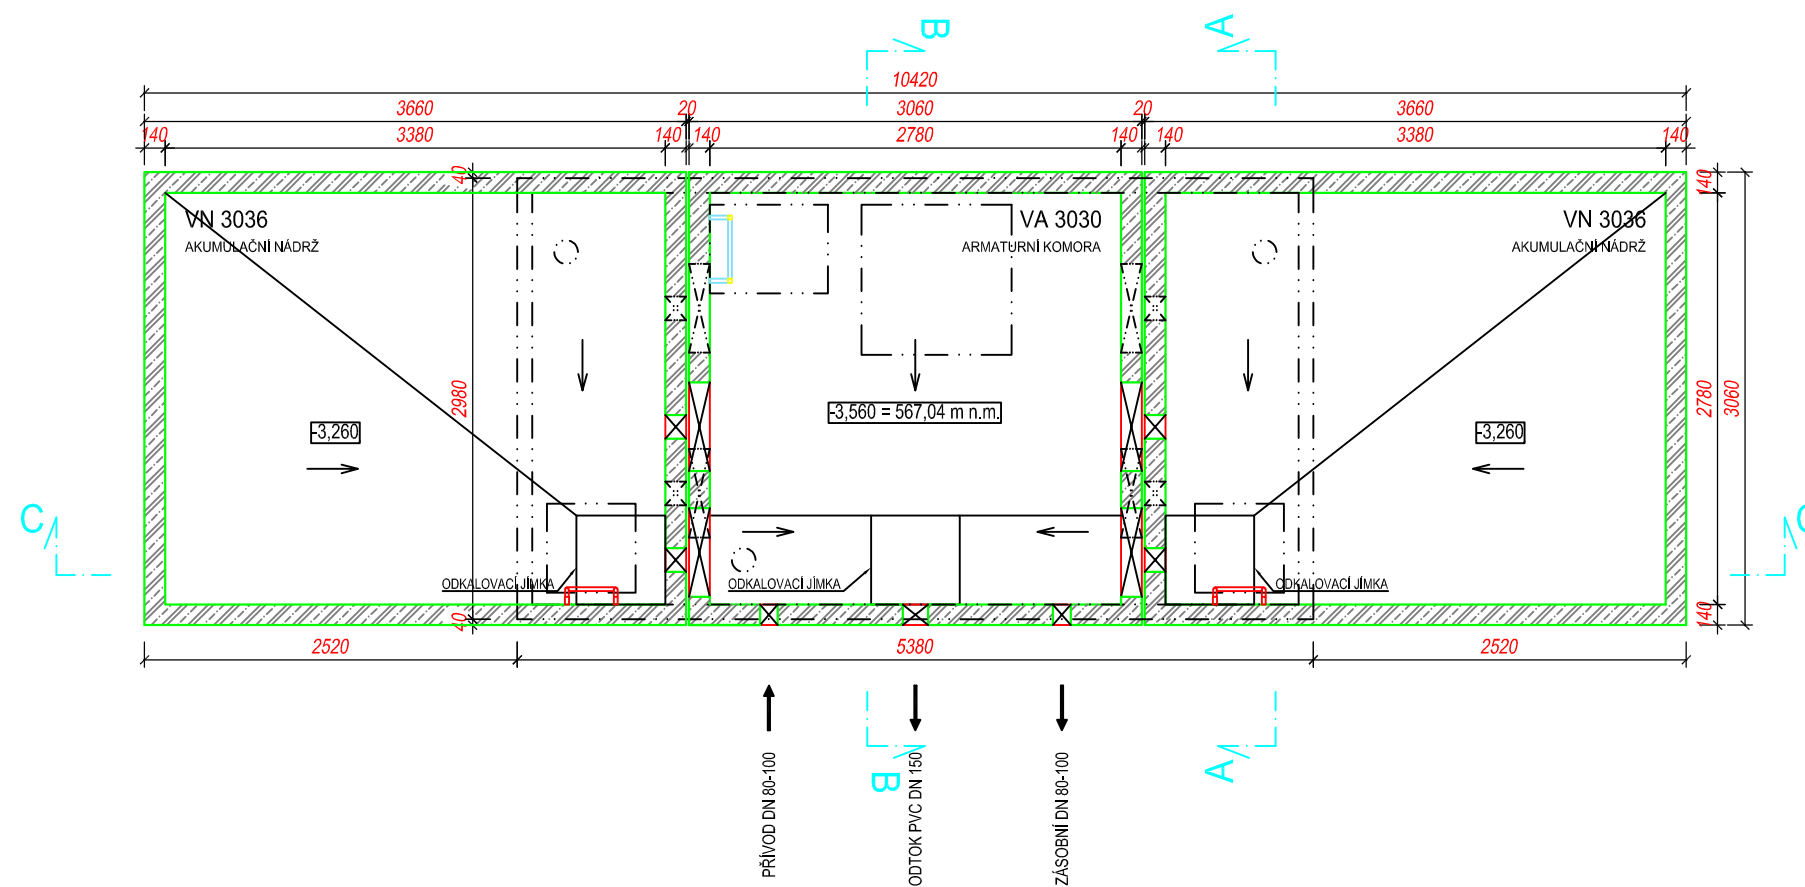 B
A
10420
3660
20
3060
20
3660
140
3380
140
140
2780
140
140
3380
140
40
140
VN 3036
AKUMULAČNÍ NÁDRŽ
VA 3030
ARMATURNÍ KOMORA
VN 3036
AKUMULAČNÍ NÁDRŽ
2980
2780
3060
-3,560 = 567,04 m n.m.
-3,260
-3,260
C
C
ODKALOVACÍ JÍMKA
ODKALOVACÍ JÍMKA
ODKALOVACÍ JÍMKA
40
140
2520
5380
2520
B
A
PŘÍVOD DN 80-100
ODTOK PVC DN 150
ZÁSOBNÍ DN 80-100